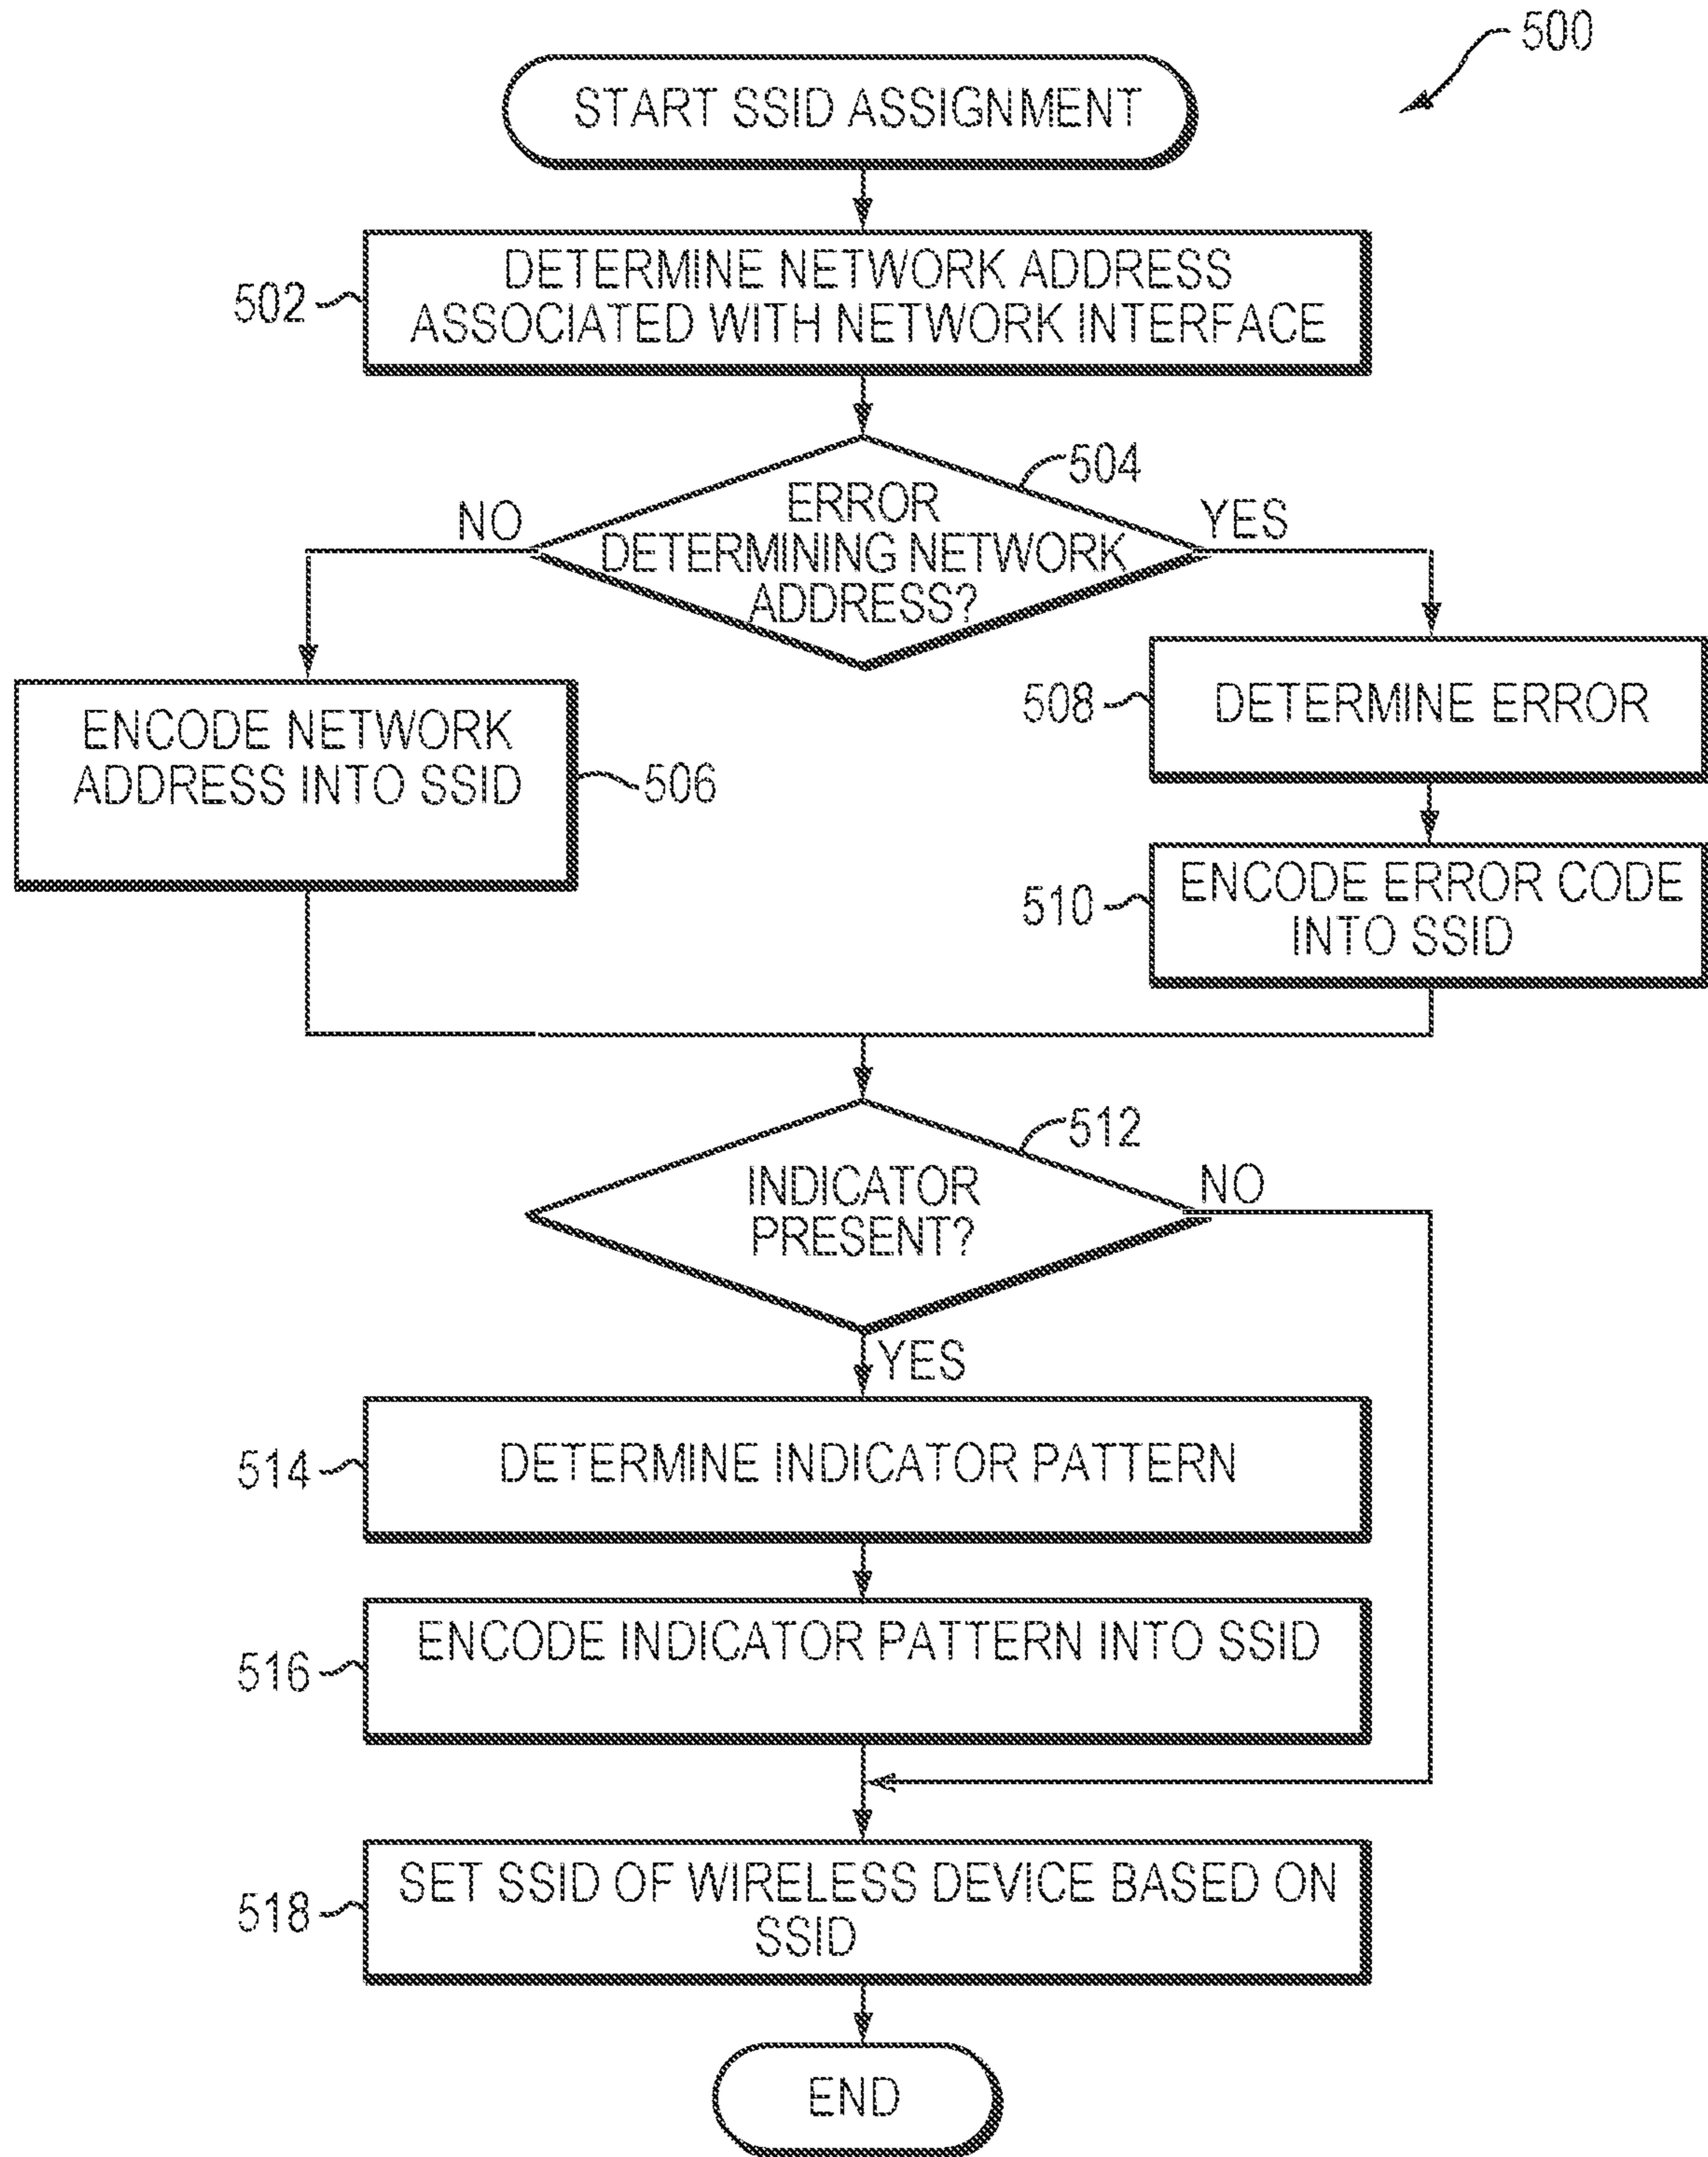 500
START SSID ASSIGNMENT
502
DETERMINE NETWORK ADDRESS
ASSOCIATED WITH NETWORK INTERFACE
504
NO
ERROR
DETERMINING NETWORK
ADDRESS?
YES
ENCODE NETWORK
ADDRESS INTO SSID
506
508
DETERMINE ERROR
510
ENCODE ERROR CODE
INTO SSID
512
INDICATOR
PRESENT?
NO
YES
514
DETERMINE INDICATOR PATTERN
516
ENCODE INDICATOR PATTERN INTO SSID
518
SET SSID OF WIRELESS DEVICE BASED ON
SSID
END